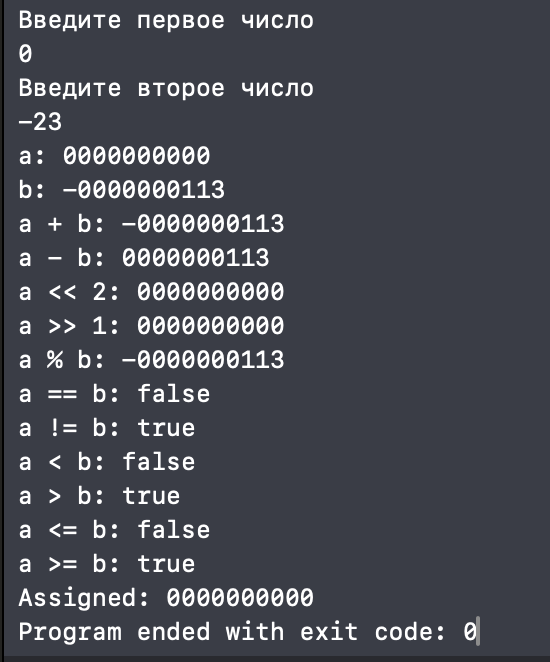 Введите первое число
0
Введите второе число
-23
a: 0000000000
b: -0000000113
a + b: -0000000113
a - b: 0000000113
a << 2: 0000000000
a >> 1: 0000000000
a % b: -0000000113
a == b: false
a != b: true
a < b: false
a > b: true
a <= b: false
a >= b: true
Assigned: 0000000000
Program ended with exit code: 0